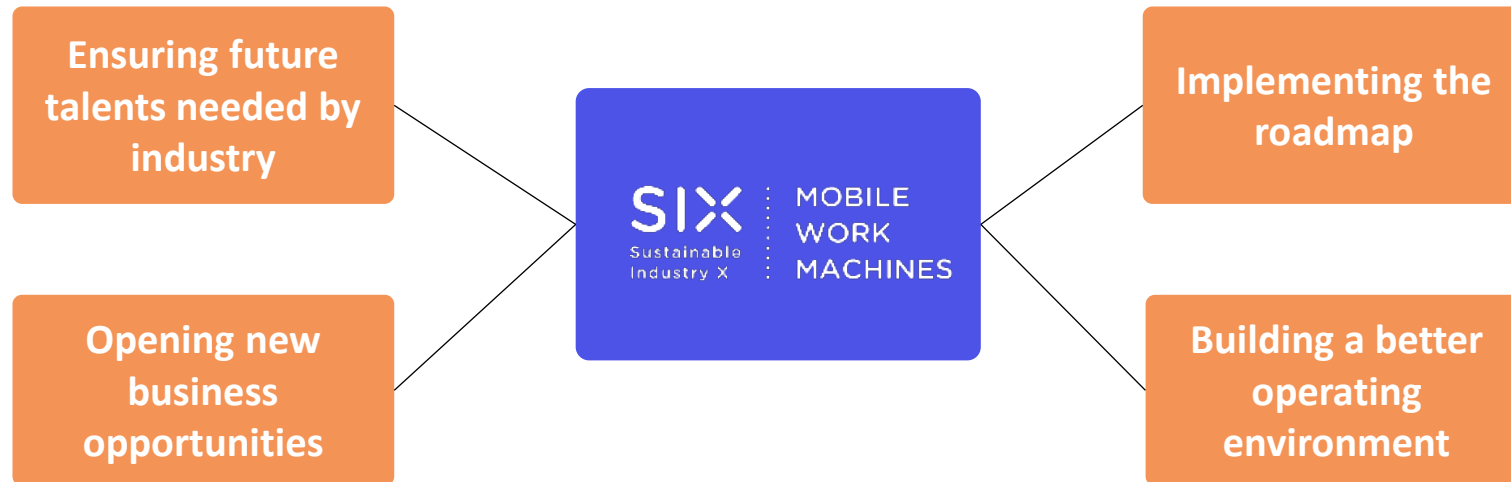 Ensuring future
talents needed by
industry
Opening new
business
opportunities
SIX
Sustainable
Industry X
MOBILE
WORK
MACHINES
Implementing the
roadmap
Building a better
operating
environment